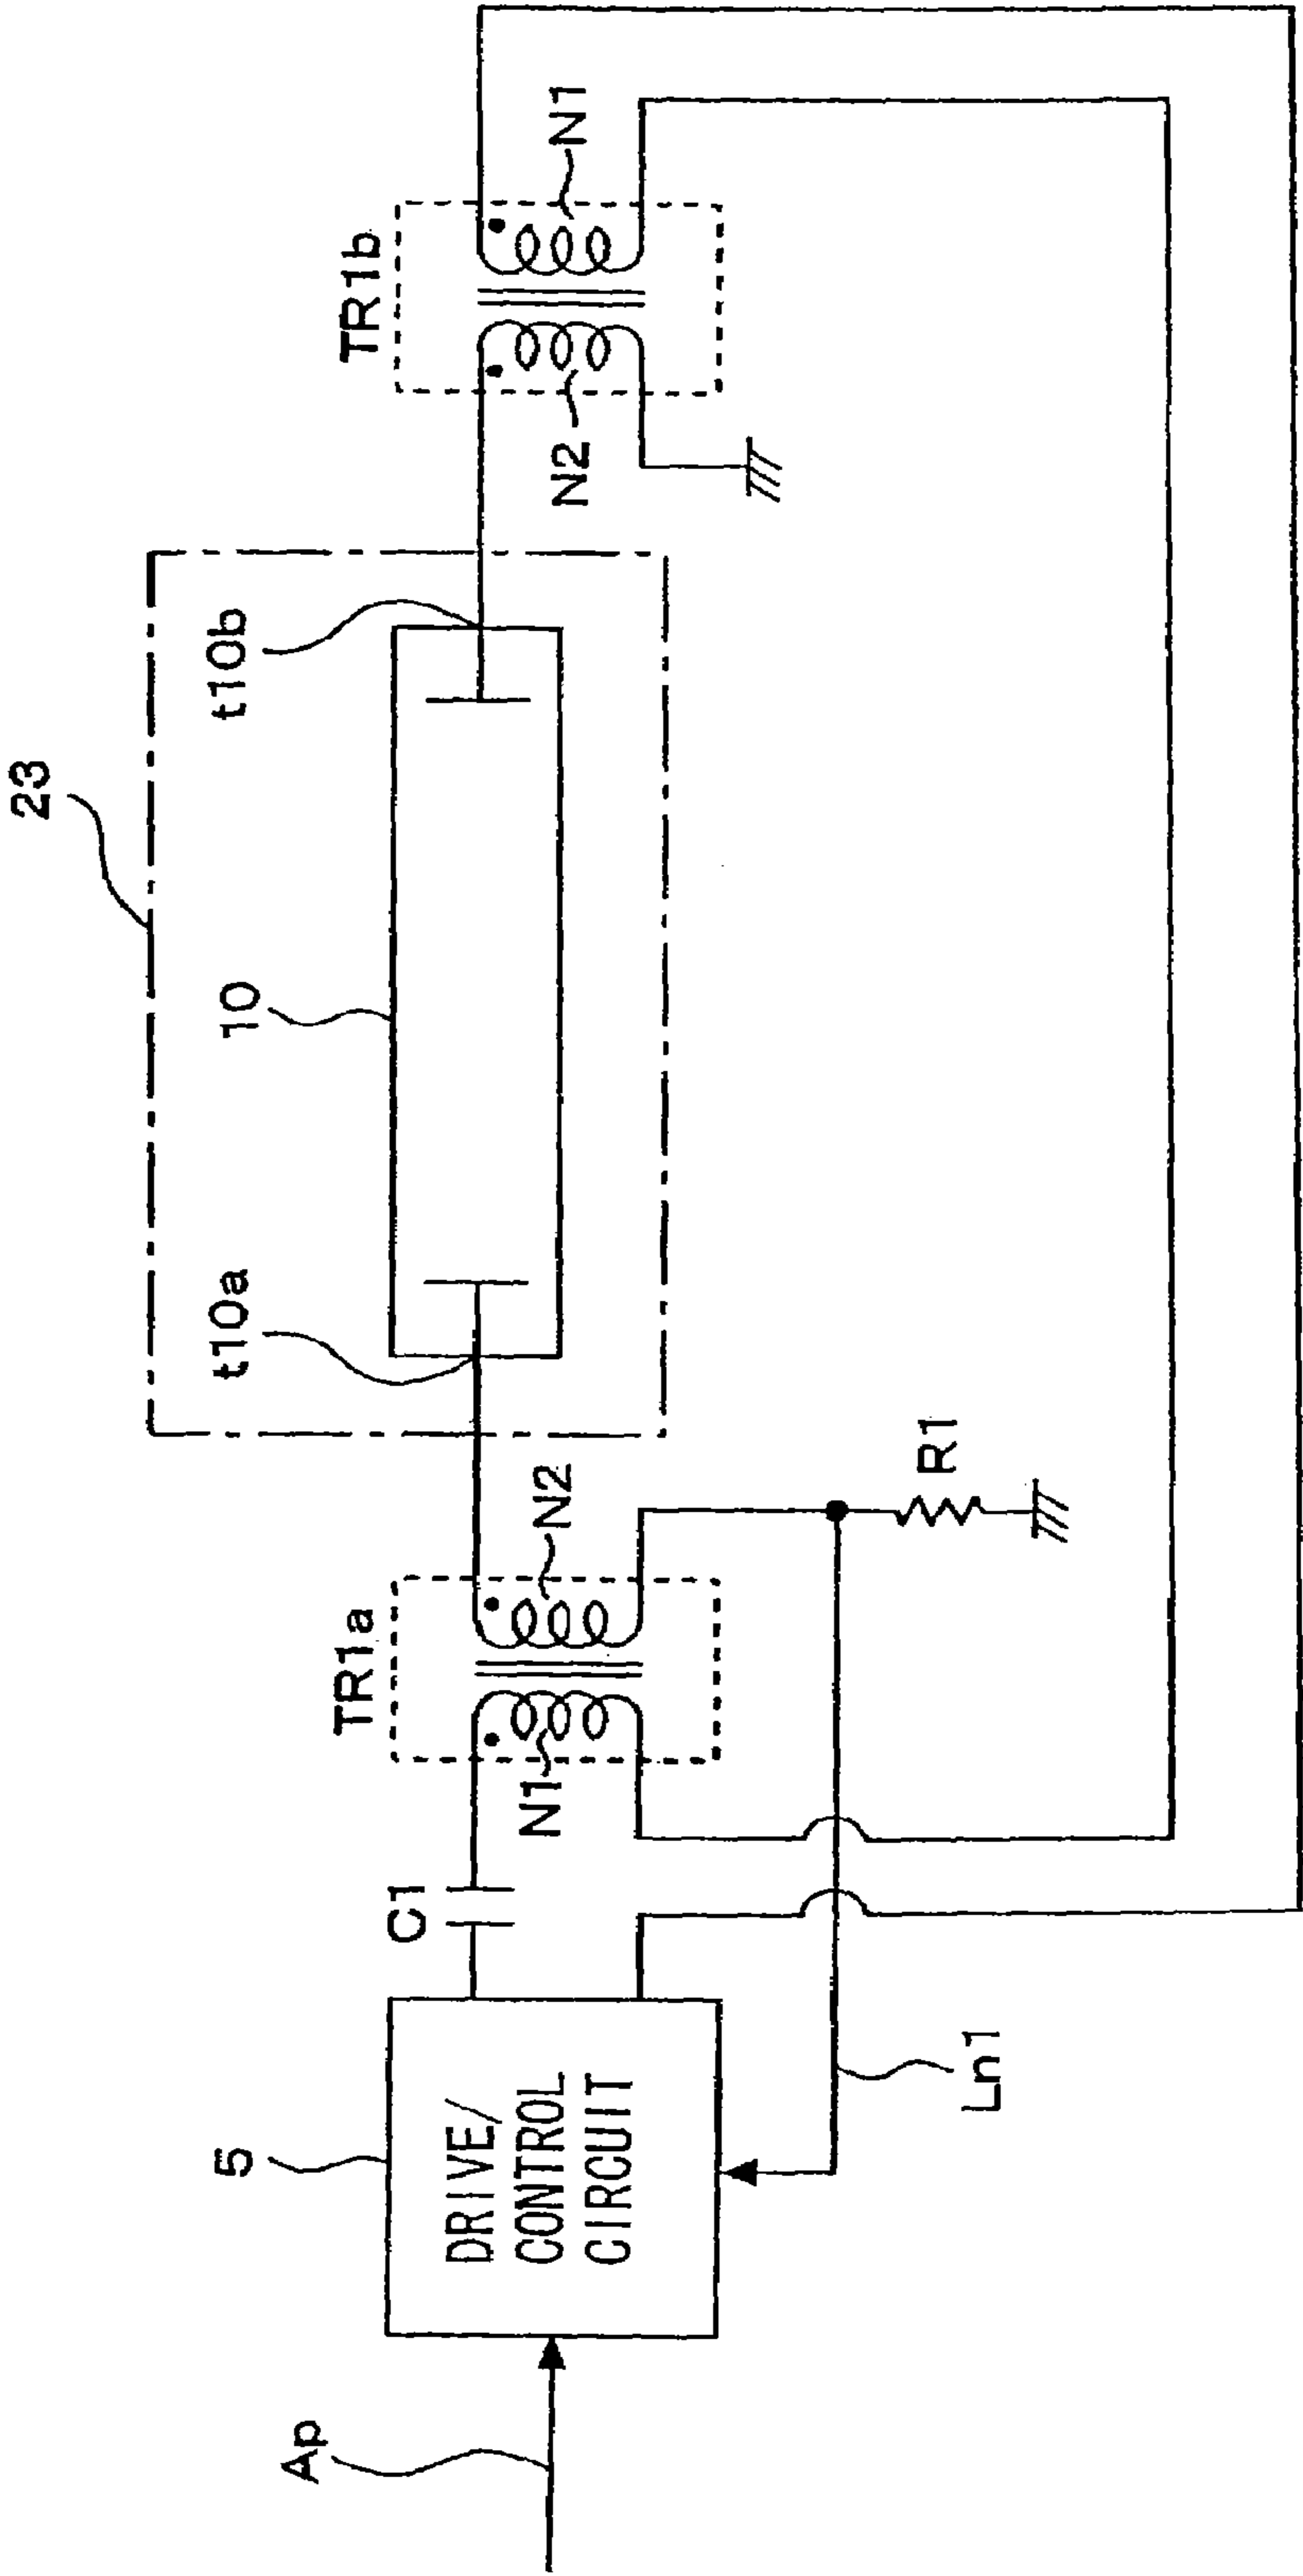 23
10
t10a
t10b
TR1a
TR1b
5
C1
N1
N2
N2
N1
Ap
DRIVE/
CONTROL
CIRCUIT
R1
Ln1